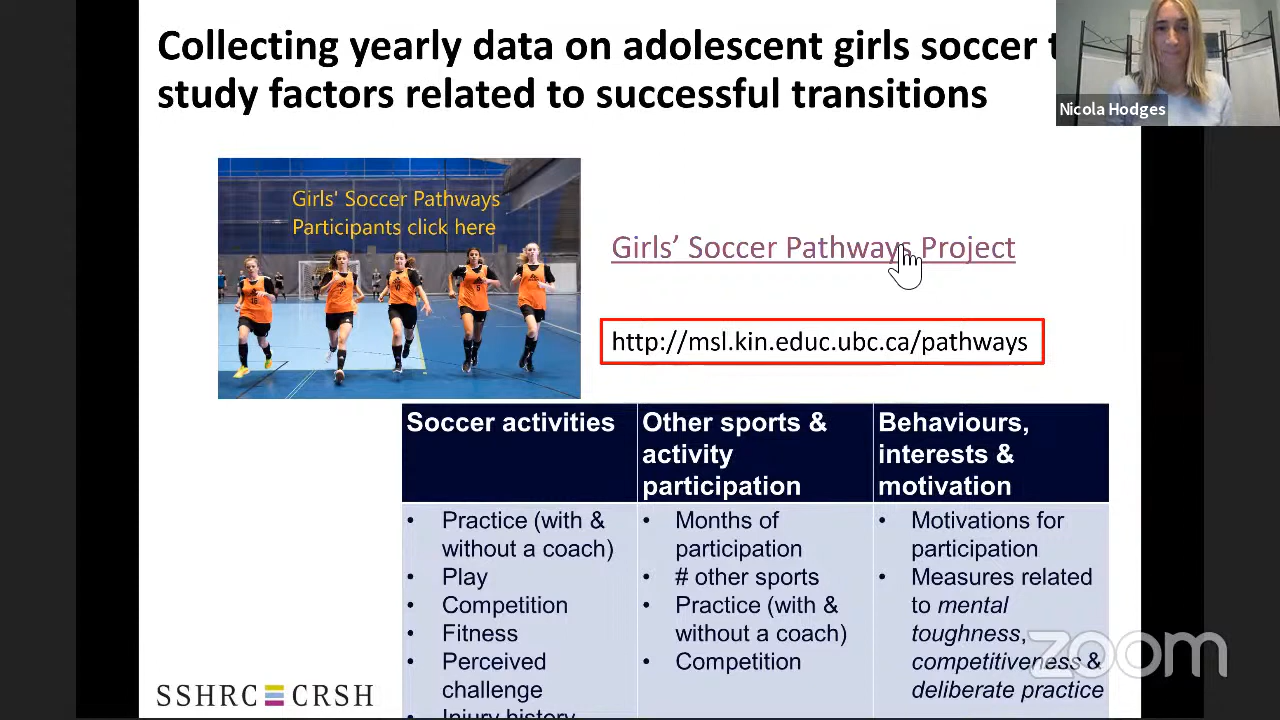 Collecting yearly data on adolescent girls soccer t
study factors related to successful transitions
Nicola Hodges
Girls' Soccer Pathways
Participants click here
Girls’ Soccer Pathways Project
http://msl.kin.educ.ubc.ca/pathways
Soccer activities
Other sports &
activity
participation
Behaviours,
interests &
motivation
• Practice (with &
without a coach)
• Play
• Competition
• Fitness
• Perceived
challenge
• Injury history
• Months of
participation
• # other sports
• Practice (with &
without a coach)
• Competition
• Motivations for
participation
• Measures related
to mental
toughness,
competitiveness &
deliberate practice
SSHRC CRSH
zoom